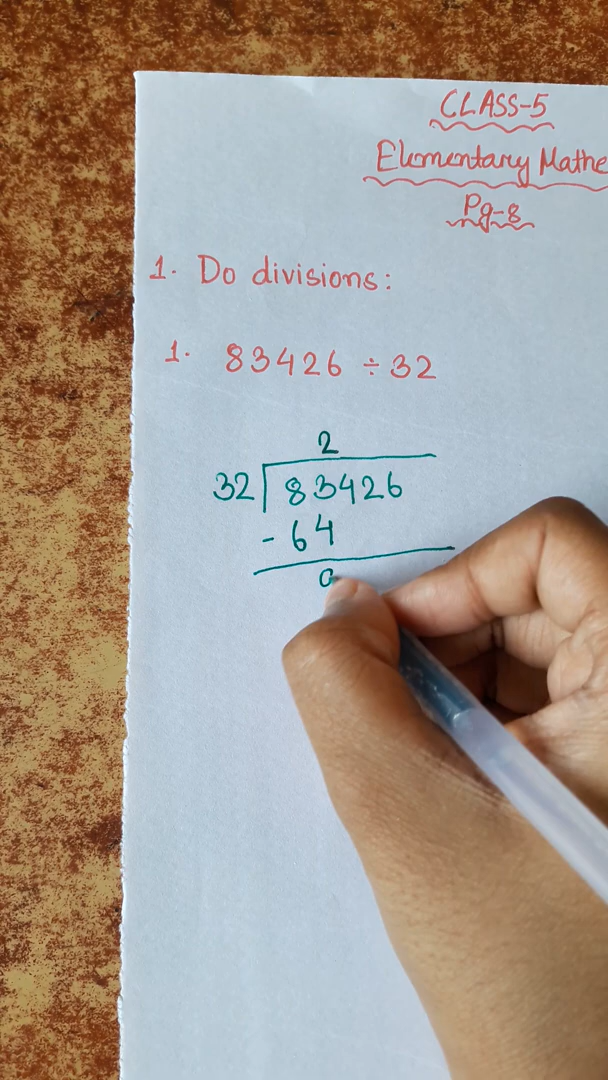 CLASS-5
Elementary Mathe
Pg-8
1. Do divisions:
1. 83426 ÷ 32
2
32 83426
- 64